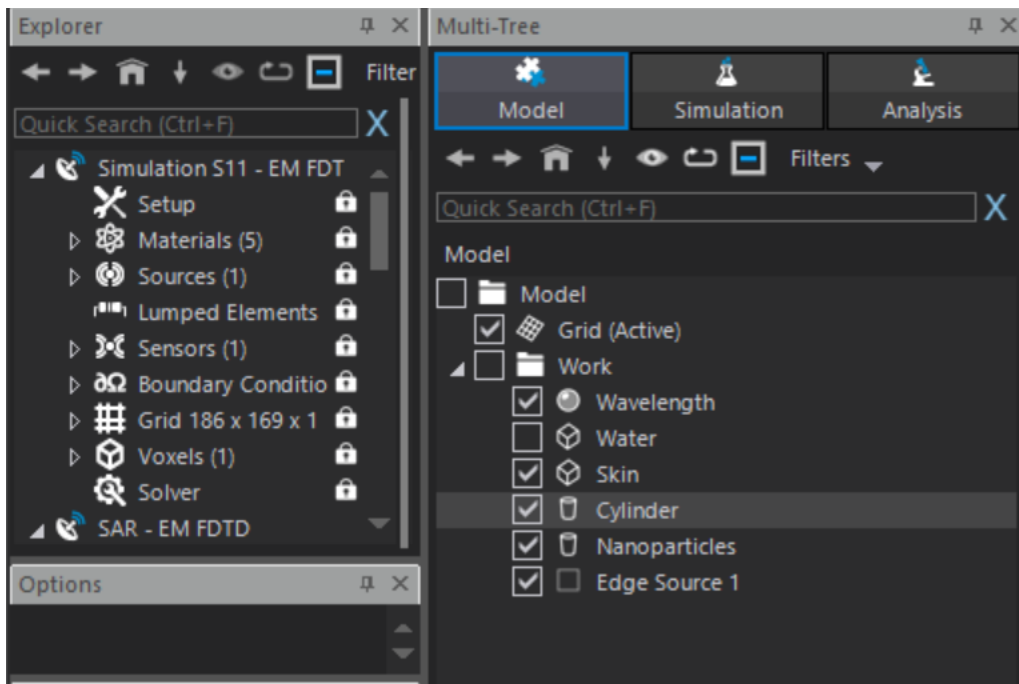 Explorer
Filter
Quick Search (Ctrl+F)
X
Simulation S11 - EM FDT
Setup
Materials (5)
Sources (1)
Lumped Elements
Sensors (1)
Boundary Conditio
Grid 186 x 169 x 1
Voxels (1)
Solver
SAR - EM FDTD
Options
Multi-Tree
Model
Simulation
Analysis
Filters
Quick Search (Ctrl+F)
X
Model
Model
Grid (Active)
Work
Wavelength
Water
Skin
Cylinder
Nanoparticles
Edge Source 1